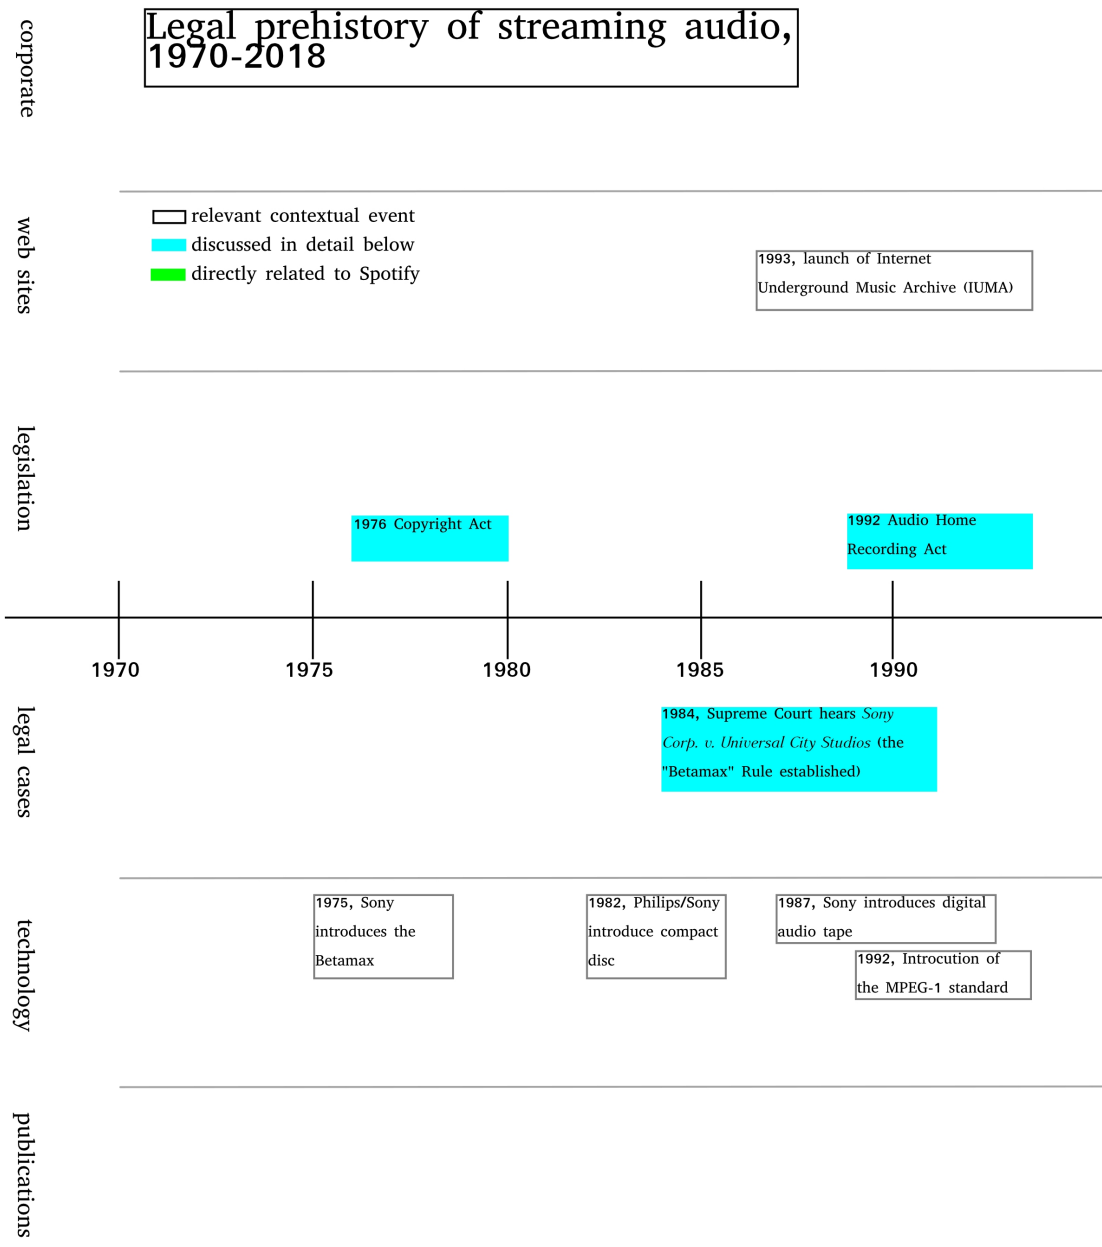 corporate
Legal prehistory of streaming audio,
1970-2018
web sites
relevant contextual event
discussed in detail below
directly related to Spotify
1993, launch of Internet
Underground Music Archive (IUMA)
legislation
1976 Copyright Act
1992 Audio Home
Recording Act
1970
1975
1980
1985
1990
legal cases
1984, Supreme Court hears Sony
Corp. v. Universal City Studios (the
"Betamax" Rule established)
technology
1975, Sony
introduces the
Betamax
1982, Philips/Sony
introduce compact
disc
1987, Sony introduces digital
audio tape
1992, Introcution of
the MPEG-1 standard
publications